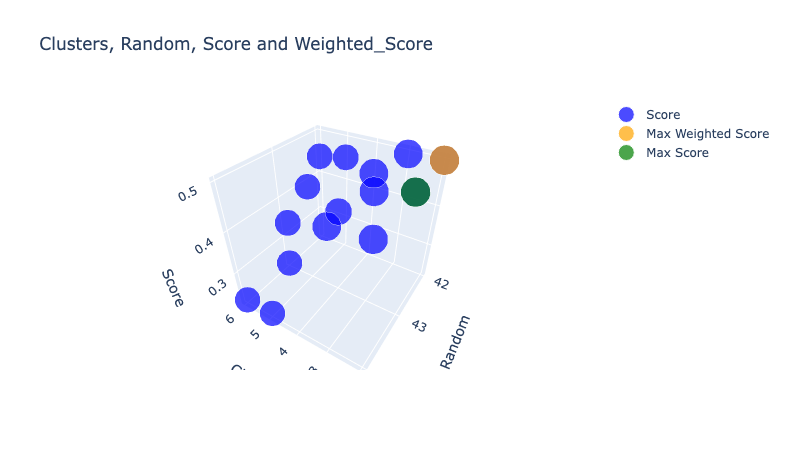 Clusters, Random, Score and Weighted_Score
Score
Max Weighted Score
Max Score
0.5
0.4
0.3
Score
6
5
4
42
43
Random